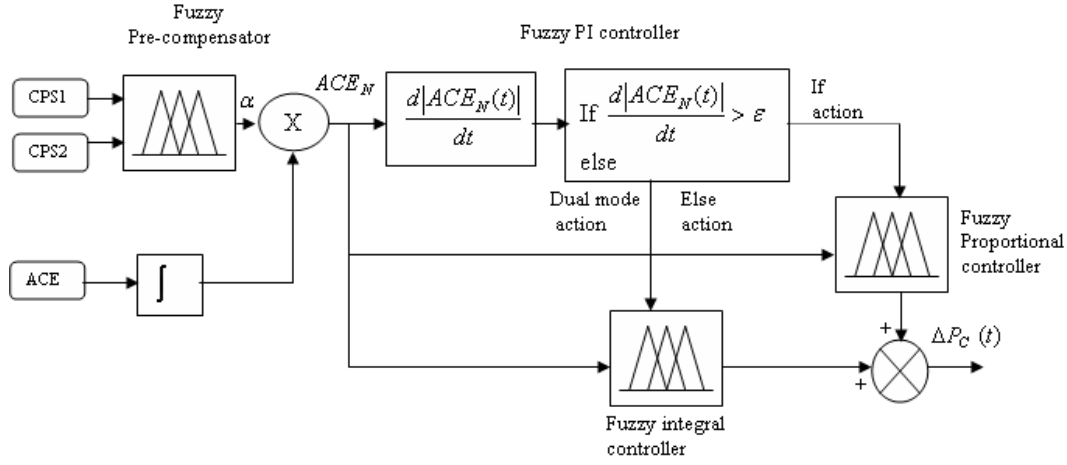 Fuzzy
Pre-compensator
Fuzzy PI controller
CPS1
CPS2
α
X
ACE_N
d|ACE_N(t)|
dt
If d|ACE_N(t)|/dt > ε
else
If
action
Dual mode
action
Else
action
Fuzzy
Proportional
controller
ACE
∫
+
+
ΔP_C (t)
Fuzzy integral
controller